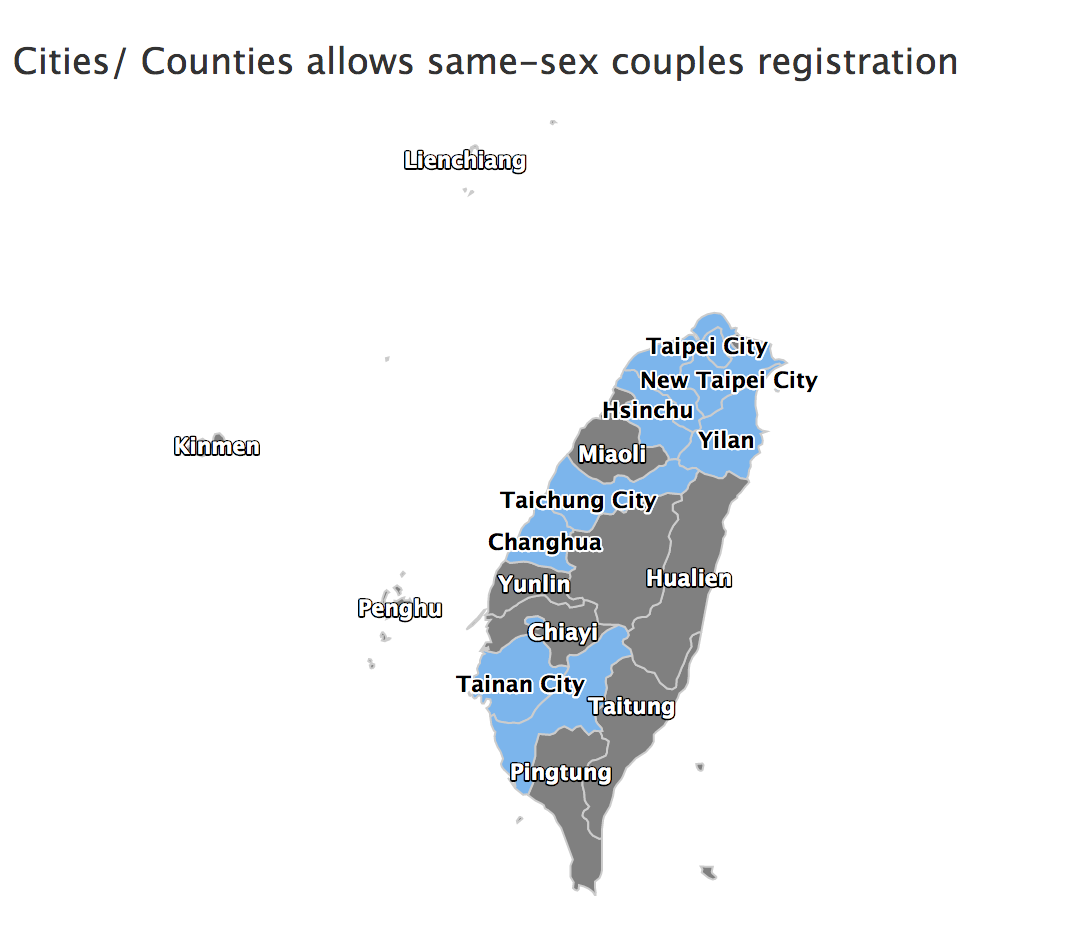 Cities/ Counties allows same-sex couples registration
Lienchiang
Taipei City
New Taipei City
Hsinchu
Yilan
Kinmen
Miaoli
Taichung City
Changhua
Hualien
Yunlin
Penghu
Chiayi
Tainan City
Taitung
Pingtung